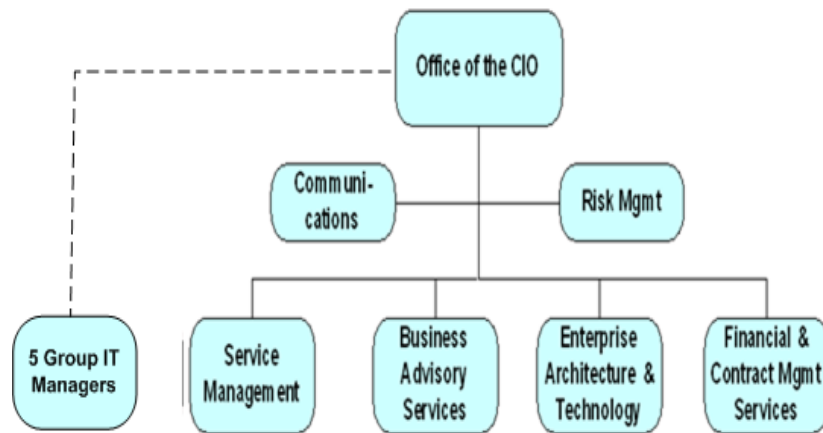 Office of the CIO
Communi-
cations
Risk Mgmt
5 Group IT
Managers
Service
Management
Business
Advisory
Services
Enterprise
Architecture &
Technology
Financial &
Contract Mgmt
Services